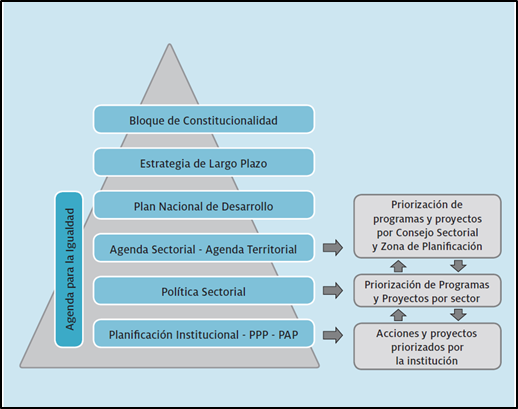 Bloque de Constitucionalidad
Estrategia de Largo Plazo
Plan Nacional de Desarrollo
Agenda Sectorial - Agenda Territorial
Política Sectorial
Planificación Institucional - PPP - PAP
Agenda para la Igualdad
Priorización de
programas y proyectos
por Consejo Sectorial
y Zona de Planificación
Priorización de Programas
y Proyectos por sector
Acciones y proyectos
priorizados por
la institución